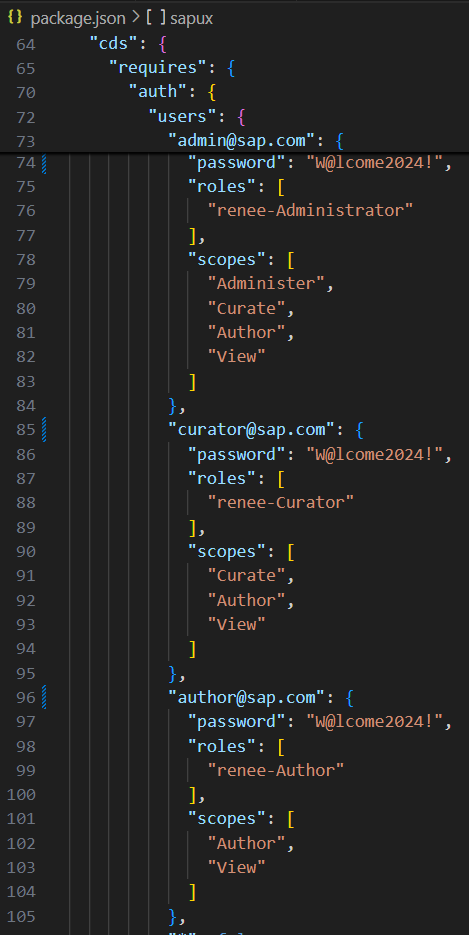 {} package.json > [ ] sapux
64 "cds": {
65 "requires": {
70 "auth": {
72 "users": {
73 "admin@sap.com": {
74 "password": "W@lcome2024!",
75 "roles": [
76 "renee-Administrator"
77 ],
78 "scopes": [
79 "Administer",
80 "Curate",
81 "Author",
82 "View"
83 ]
84 },
85 "curator@sap.com": {
86 "password": "W@lcome2024!",
87 "roles": [
88 "renee-Curator"
89 ],
90 "scopes": [
91 "Curate",
92 "Author",
93 "View"
94 ]
95 },
96 "author@sap.com": {
97 "password": "W@lcome2024!",
98 "roles": [
99 "renee-Author"
100 ],
101 "scopes": [
102 "Author",
103 "View"
104 ]
105 },